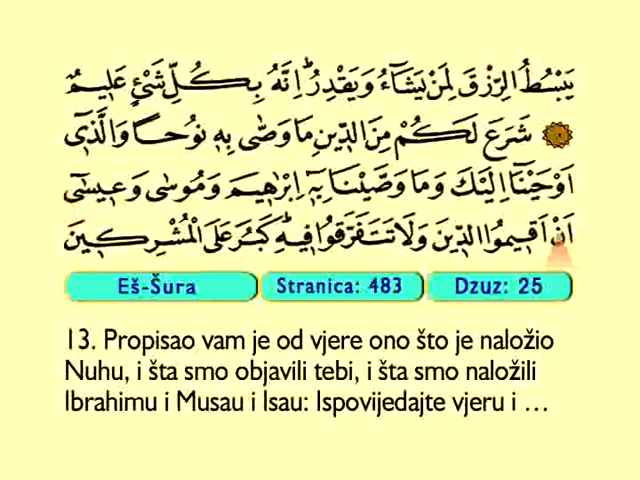 يَبْسُطُ الرِّزْقَ لِمَنْ يَشَٓاءُ وَيَقْدِرُۜ اِنَّهُ بِكُلِّ شَيْءٍ عَلٖيمٌ
شَرَعَ لَكُمْ مِنَ الدّٖينِ مَا وَصّٰى بِهٖ نُوحًا وَالَّذٖٓى
اَوْحَيْنَٓا اِلَيْكَ وَمَا وَصَّيْنَا بِهٖٓ اِبْرٰهٖيمَ وَمُوسٰى وَعٖيسٰٓى
اَنْ اَقٖيمُوا الدّٖينَ وَلَا تَتَفَرَّقُوا فٖيهِۜ كَبُرَ عَلَى الْمُشْرِكٖينَ
Eš-Šura Stranica: 483 Dzuz: 25
13. Propisao vam je od vjere ono što je naložio
Nuhu, i šta smo objavili tebi, i šta smo naložili
Ibrahimu i Musau i Isau: Ispovijedajte vjeru i ...